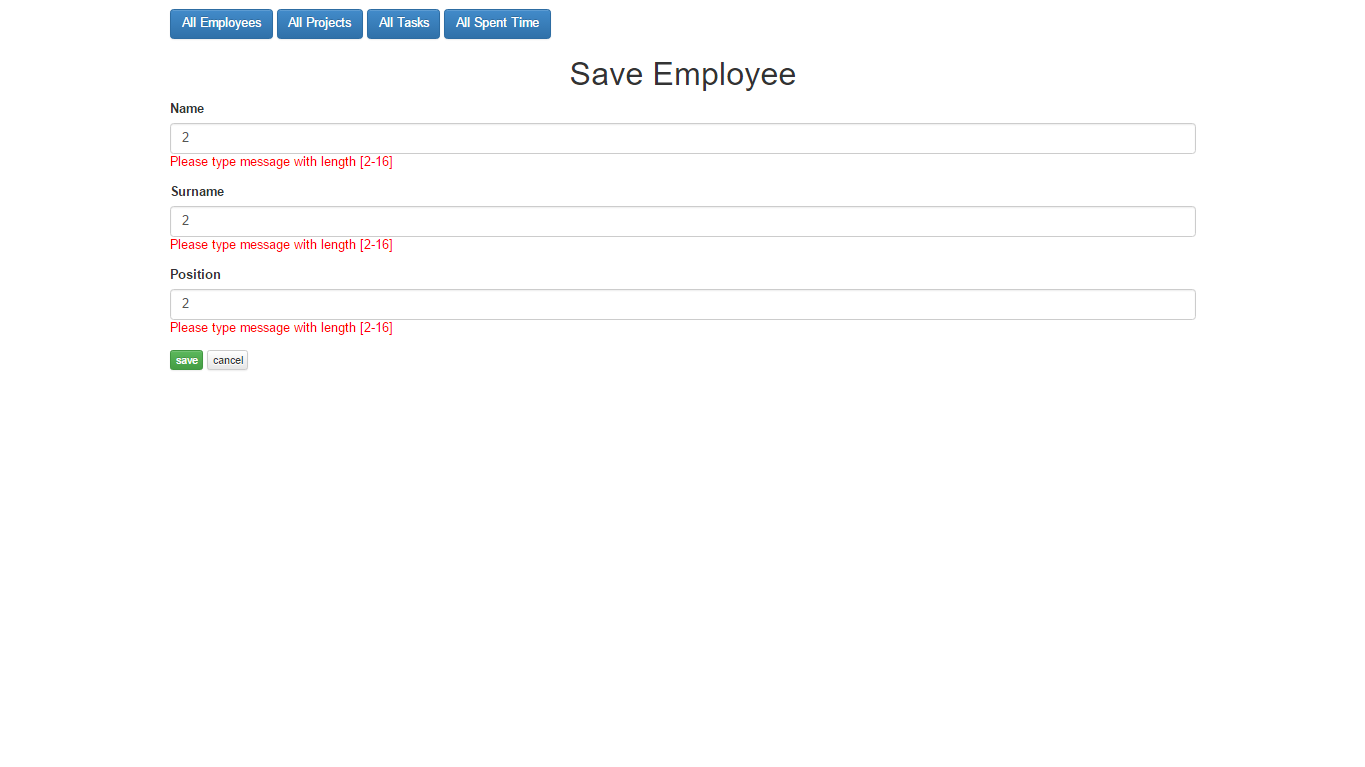 All Employees All Projects All Tasks All Spent Time
Save Employee
Name
2
Please type message with length [2-16]
Surname
2
Please type message with length [2-16]
Position
2
Please type message with length [2-16]
save cancel